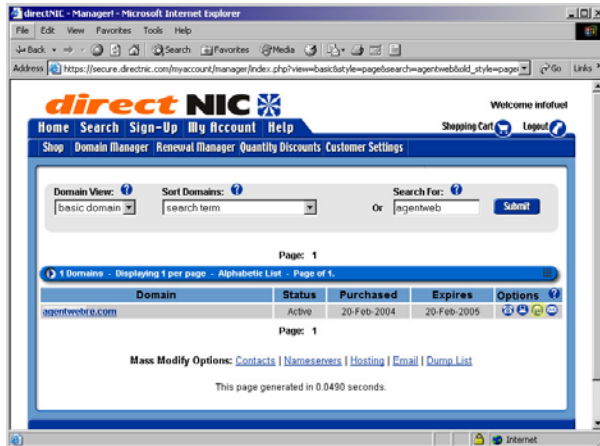 directNIC - Manager! - Microsoft Internet Explorer
File Edit View Favorites Tools Help
Back Search Favorites Media
Address https://secure.directnic.com/myaccount/manager/index.php?view=basic&style=page&search=agentweb&old_style=page Go Links
direct NIC
Welcome infofuel
Home Search Sign-Up My Account Help Shopping Cart Logout
Shop Domain Manager Renewal Manager Quantity Discounts Customer Settings
Domain View: Sort Domains: Search For:
basic domain search term Or agentweb Submit
Page: 1
1 Domains - Displaying 1 per page - Alphabetic List - Page of 1.
Domain Status Purchased Expires Options
agentwebre.com Active 20-Feb-2004 20-Feb-2005
Page: 1
Mass Modify Options: Contacts | Nameservers | Hosting | Email | Dump List
This page generated in 0.0490 seconds.
Internet